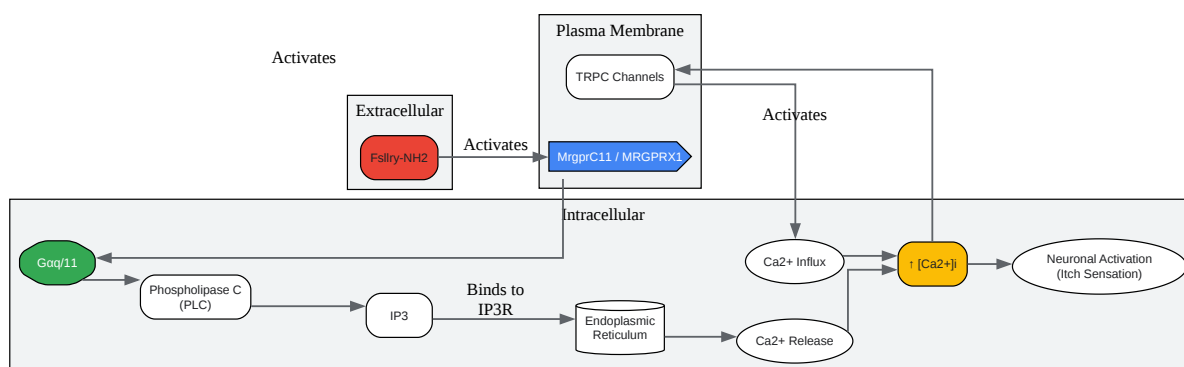 Plasma Membrane
Activates
TRPC Channels
Extracellular
Activates
Activates
Fsllry-NH2
MrgprC11 / MRGPRX1
Intracellular
Gαq/11
Ca2+ Influx
↑ [Ca2+]i
Neuronal Activation
(Itch Sensation)
Phospholipase C
(PLC)
IP3
Binds to
IP3R
Endoplasmic
Reticulum
Ca2+ Release